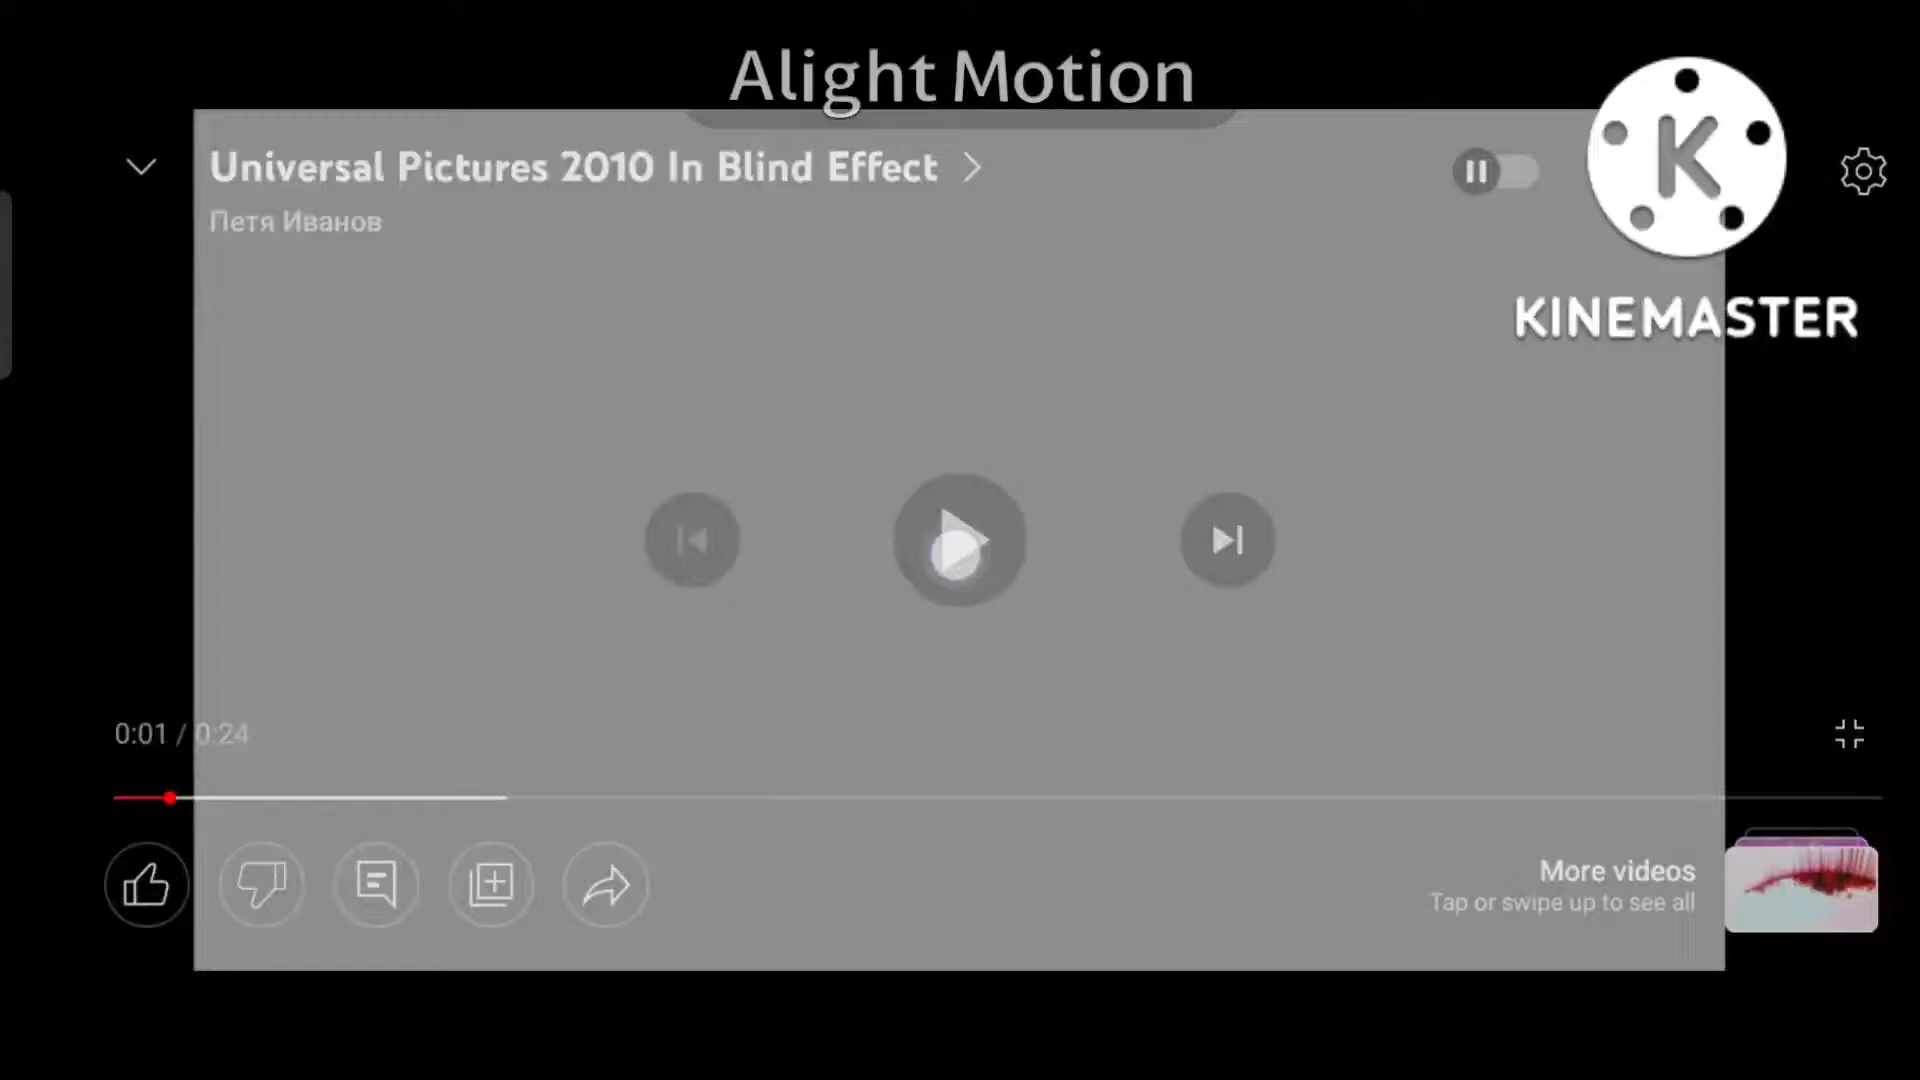 Alight Motion
Universal Pictures 2010 In Blind Effect
Петя Иванов
K
KINEMASTER
0:01 / 0:24
More videos
Tap or swipe up to see all